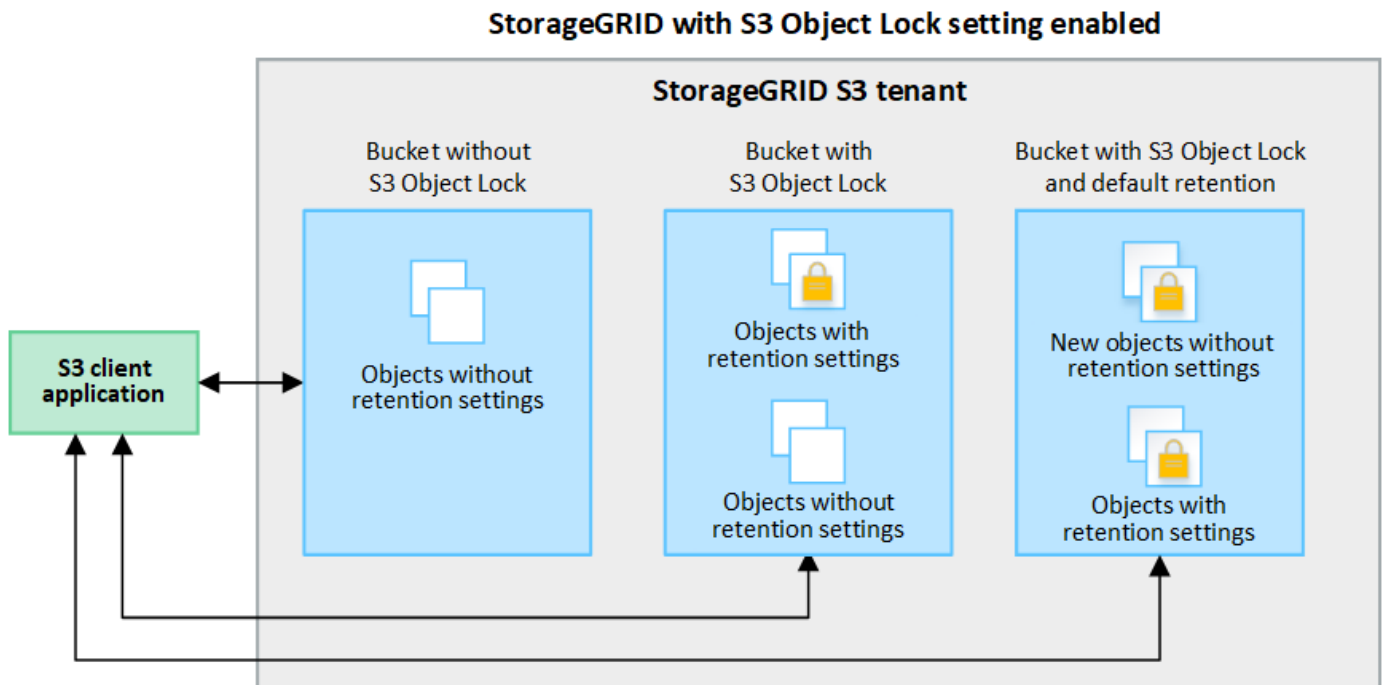 StorageGRID with S3 Object Lock setting enabled
StorageGRID S3 tenant
Bucket without
S3 Object Lock
Bucket with
S3 Object Lock
Bucket with S3 Object Lock
and default retention
S3 client
application
Objects without
retention settings
Objects with
retention settings
Objects without
retention settings
New objects without
retention settings
Objects with
retention settings